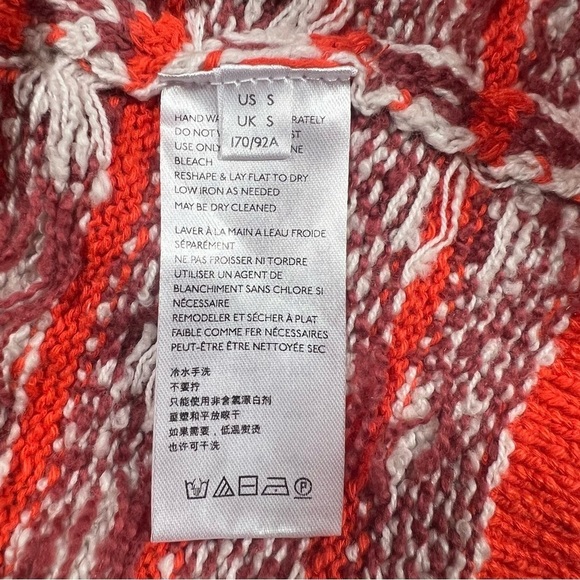 US S
UK S
170/92A
HAND WA RATELY
DO NOT ST
USE ONL NE
BLEACH
RESHAPE & LAY FLAT TO DRY
LOW IRON AS NEEDED
MAY BE DRY CLEANED
LAVER À LA MAIN A LEAU FROIDE
SÉPARÉMENT
NE PAS FROISSER NI TORDRE
UTILISER UN AGENT DE
BLANCHIMENT SANS CHLORE SI
NÉCESSAIRE
REMODELER ET SÉCHER À PLAT
FAIBLE COMME FER NÉCESSAIRES
PEUT-ÊTRE ÊTRE NETTOYÉE SEC
冷水手洗
不要拧
只能使用非含氯漂白剂
重塑和平放晾干
如果需要，低温熨烫
也许可干洗
P